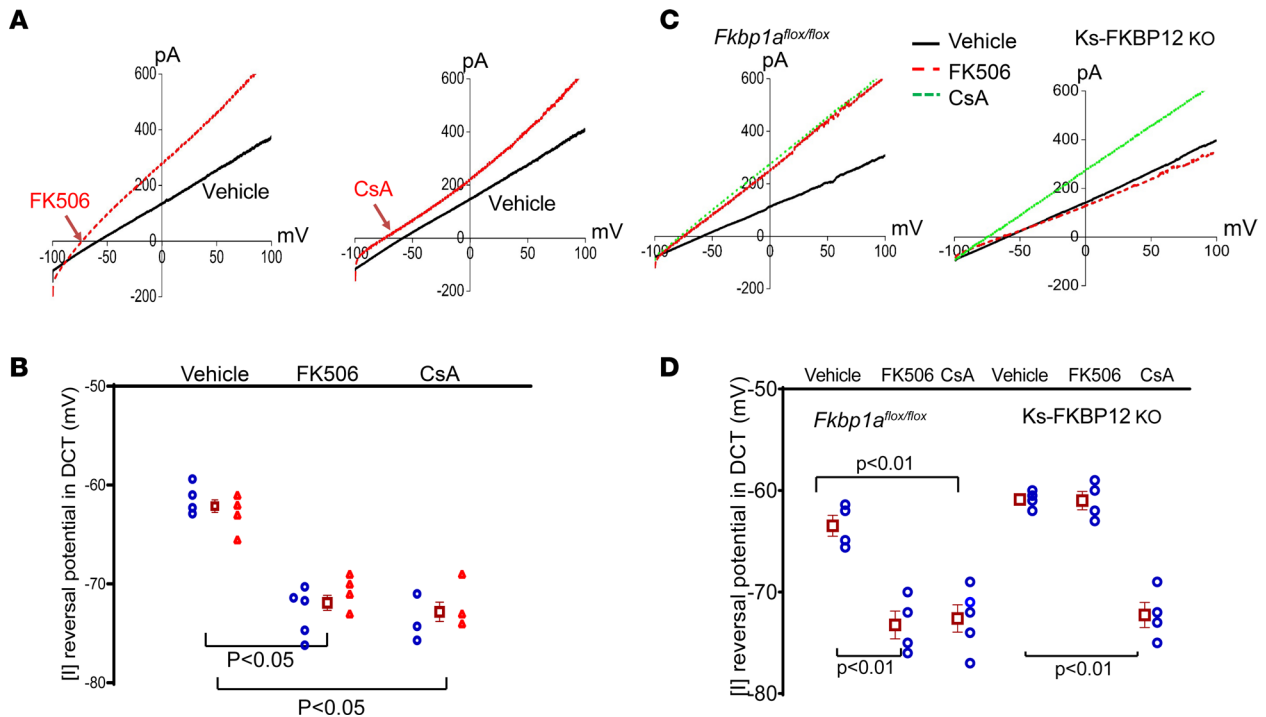 A
pA
600
400
200
0
-200
-100
-50
0
50
100
mV
FK506
Vehicle
pA
600
400
200
0
-200
-100
-50
0
50
100
mV
CsA
Vehicle
C
Fkbp1aflox/flox
Vehicle
FK506
CsA
Ks-FKBP12 KO
pA
600
400
200
0
-200
-100
-50
0
50
100
mV
pA
600
400
200
0
-200
-100
-50
0
50
100
mV
B
Vehicle FK506 CsA
[I] reversal potential in DCT (mV)
-50
-60
-70
-80
P<0.05
P<0.05
D
Vehicle FK506 CsA Vehicle FK506 CsA
Fkbp1aflox/flox Ks-FKBP12 KO
[I] reversal potential in DCT (mV)
-50
-60
-70
-80
p<0.01
p<0.01
p<0.01